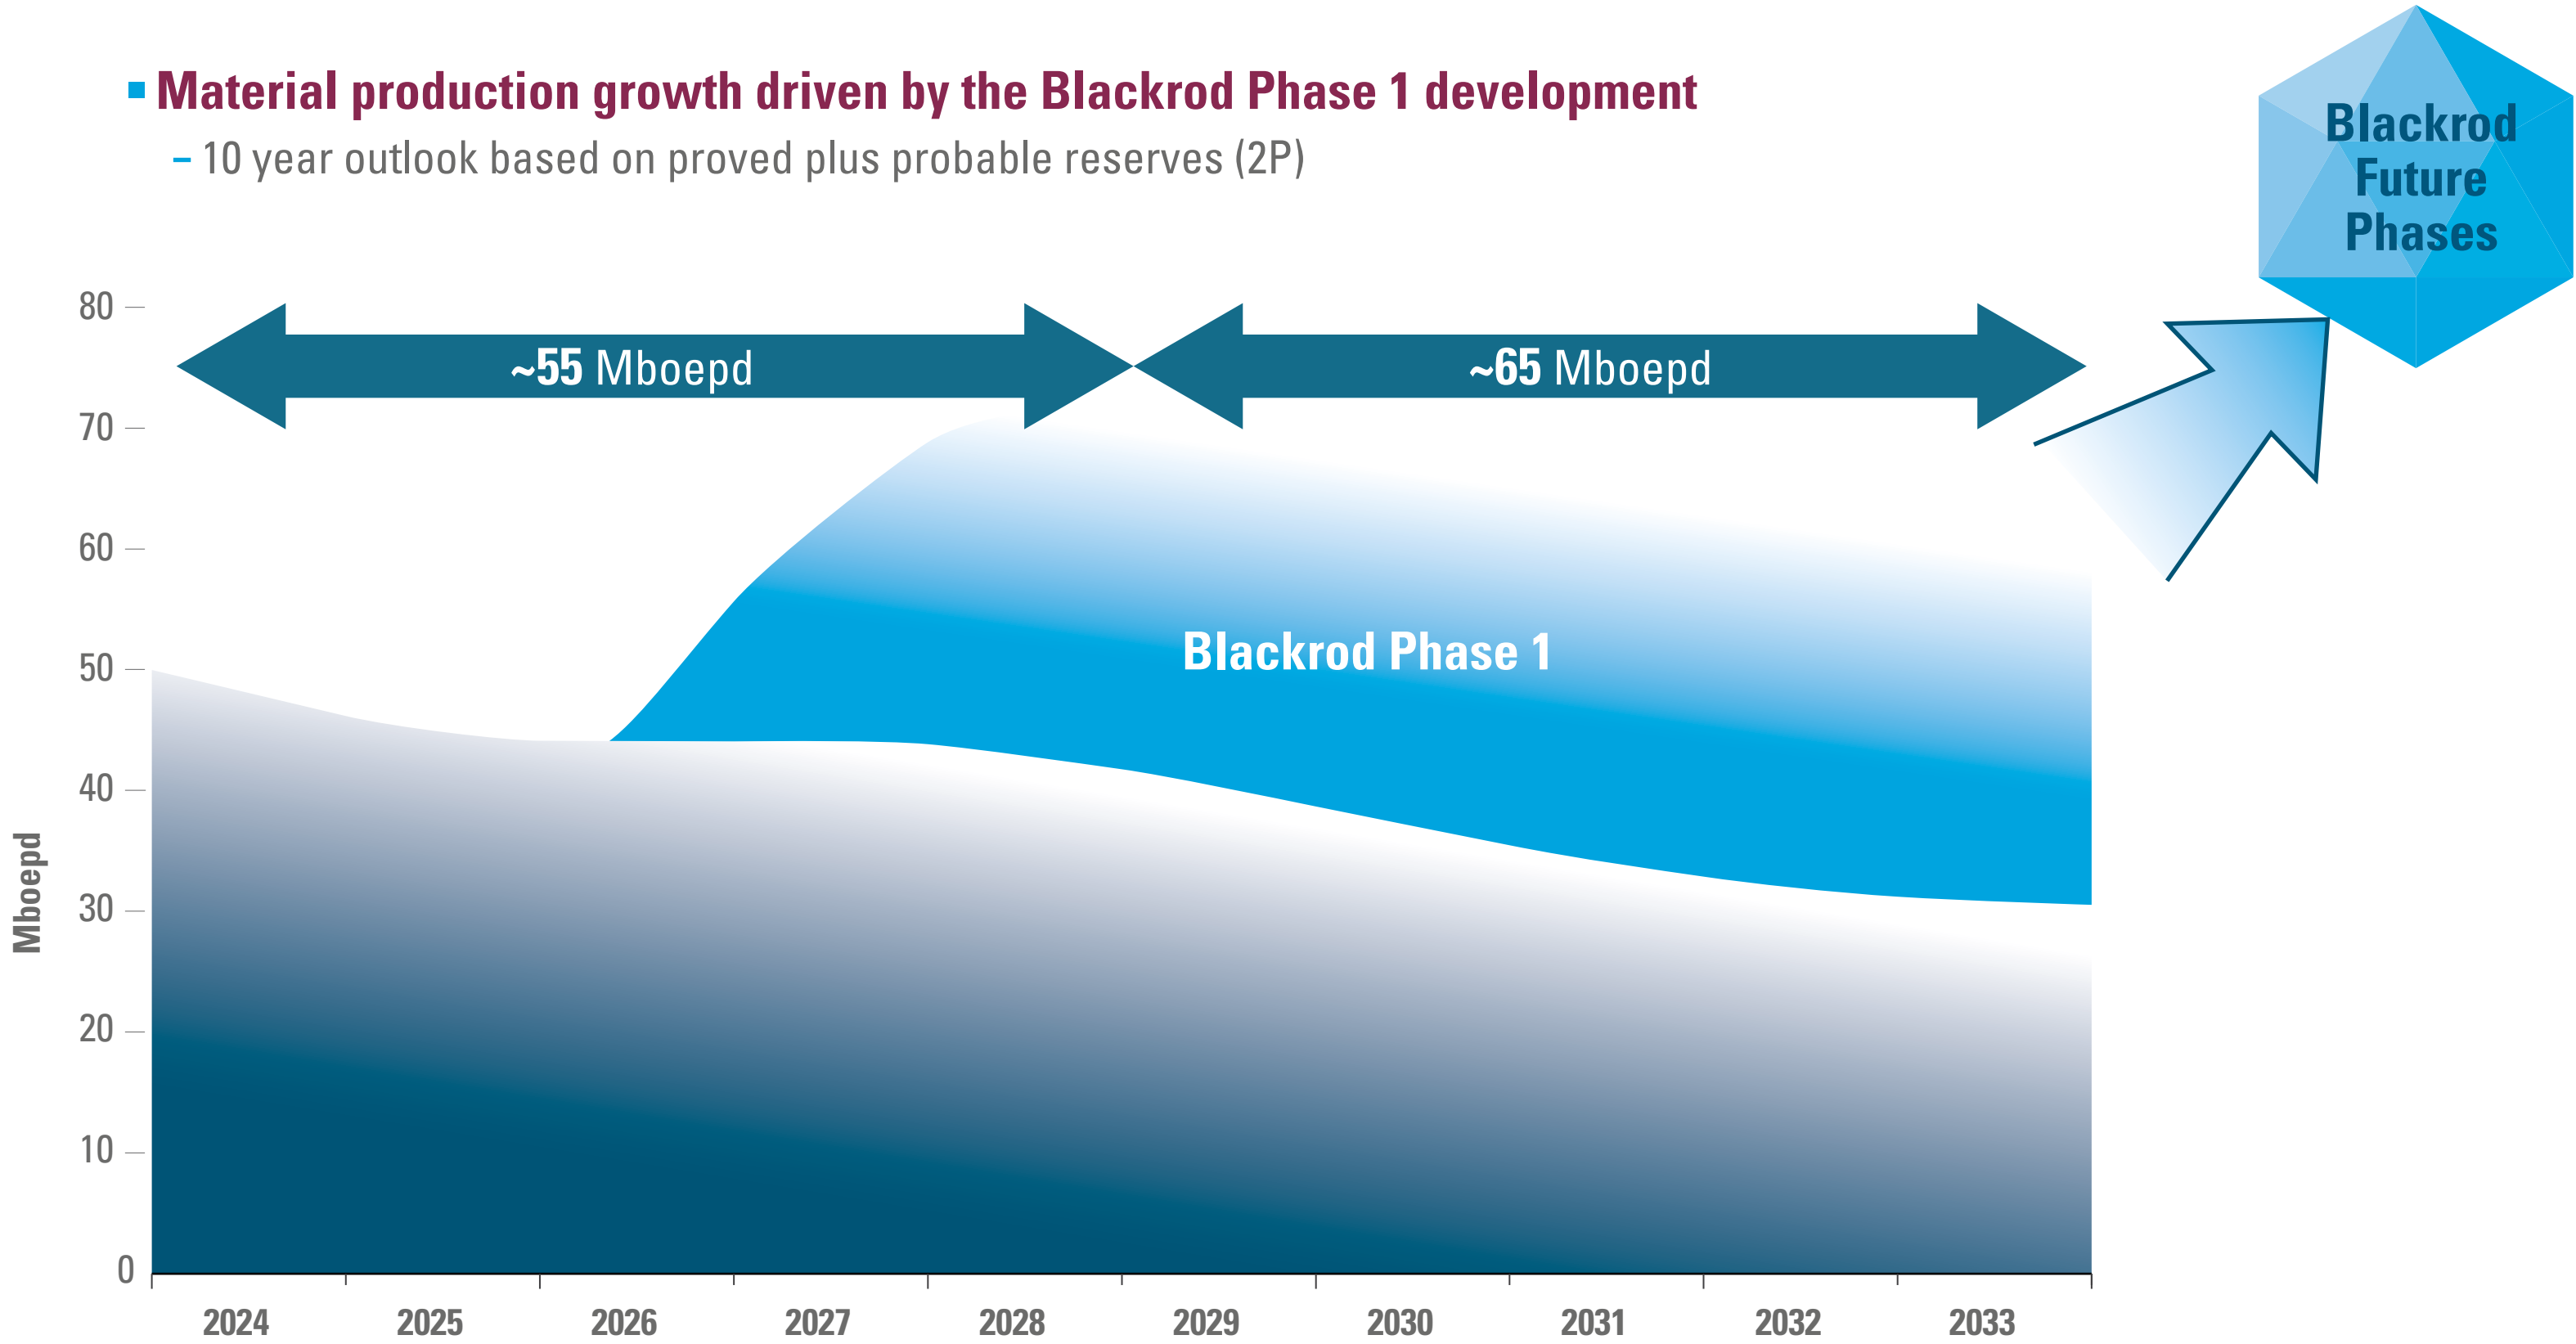 Material production growth driven by the Blackrod Phase 1 development
– 10 year outlook based on proved plus probable reserves (2P)
Blackrod
Future
Phases
80
~55 Mboepd
~65 Mboepd
70
60
50
Blackrod Phase 1
40
30
20
10
0
Mboepd
2024 2025 2026 2027 2028 2029 2030 2031 2032 2033